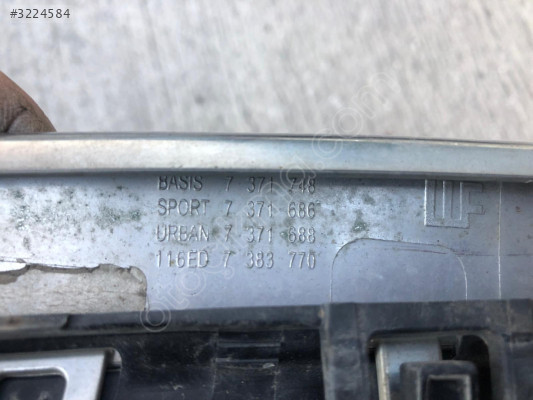 #3224584
BASIS 7 371 748
SPORT 7 371 686
URBAN 7 371 688
116ED 7 383 770